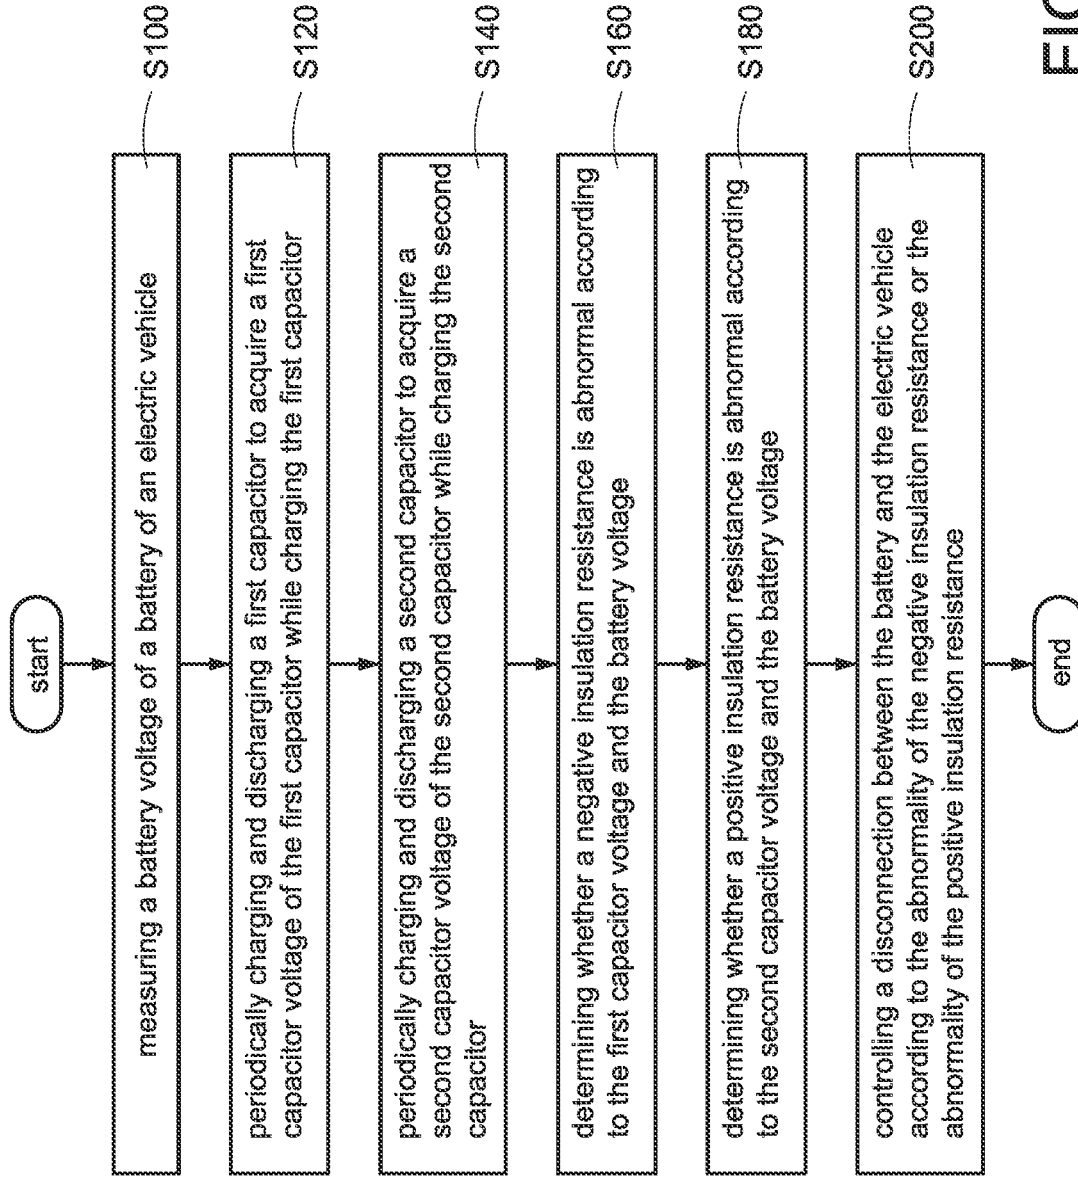 start
measuring a battery voltage of a battery of an electric vehicle
S100
periodically charging and discharging a first capacitor to acquire a first
capacitor voltage of the first capacitor while charging the first capacitor
S120
periodically charging and discharging a second capacitor to acquire a
second capacitor voltage of the second capacitor while charging the second
capacitor
S140
determining whether a negative insulation resistance is abnormal according
to the first capacitor voltage and the battery voltage
S160
determining whether a positive insulation resistance is abnormal according
to the second capacitor voltage and the battery voltage
S180
controlling a disconnection between the battery and the electric vehicle
according to the abnormality of the negative insulation resistance or the
abnormality of the positive insulation resistance
S200
end